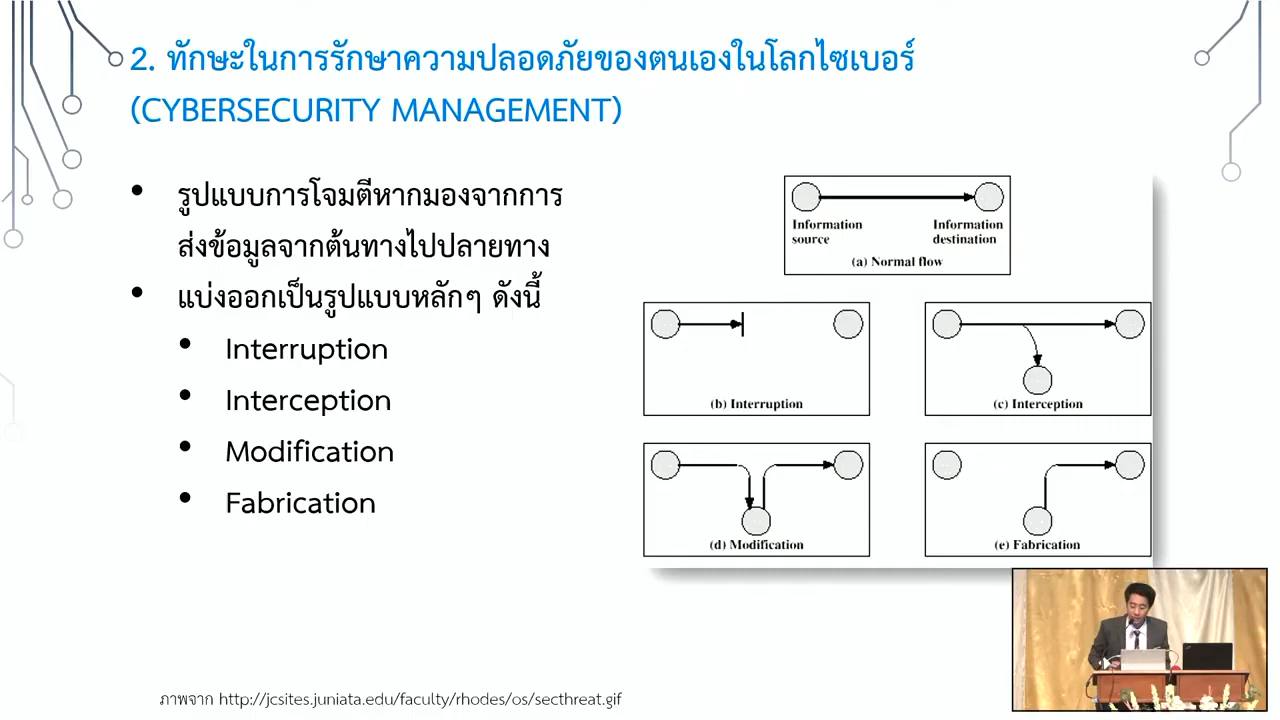 2. ทักษะในการรักษาความปลอดภัยของตนเองในโลกไซเบอร์
(CYBERSECURITY MANAGEMENT)
• รูปแบบการโจมตีหากมองจากการ
ส่งข้อมูลจากต้นทางไปปลายทาง
• แบ่งออกเป็นรูปแบบหลักๆ ดังนี้
• Interruption
• Interception
• Modification
• Fabrication
Information
source
Information
destination
(a) Normal flow
(b) Interruption
(c) Interception
(d) Modification
(e) Fabrication
ภาพจาก http://jcsites.juniata.edu/faculty/rhodes/os/secthreat.gif